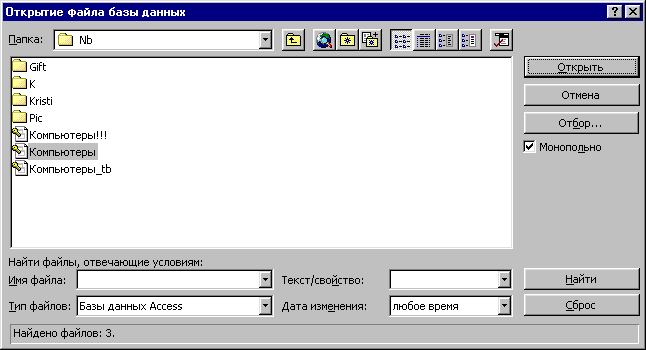 Открытие файла базы данных
Папка: Nb
Gift
K
Kristi
Pic
Компьютеры!!!
Компьютеры
Компьютеры_tb
Открыть
Отмена
Отбор...
Монопольно
Найти файлы, отвечающие условиям:
Имя файла: Текст/свойство: Найти
Тип файлов: Базы данных Access Дата изменения: любое время Сброс
Найдено файлов: 3.